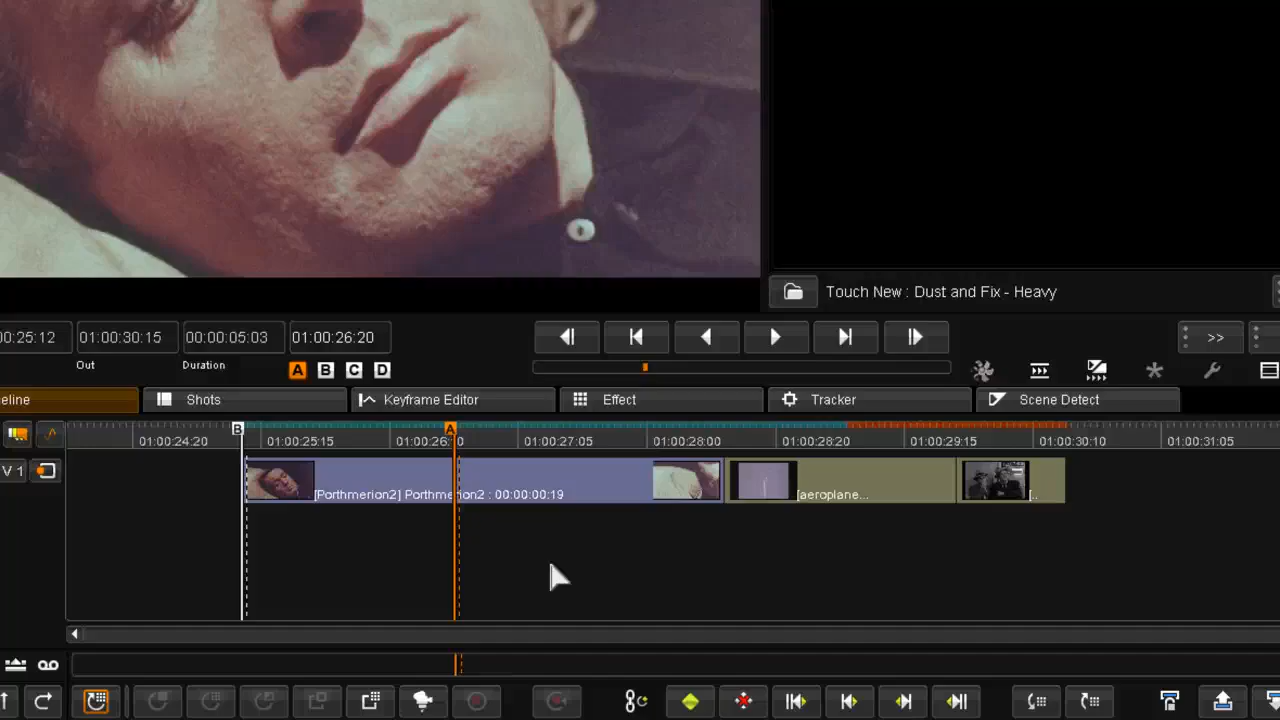 Touch New : Dust and Fix - Heavy
00:25:12 01:00:30:15 00:00:05:03 01:00:26:20
>>
Out Duration A B C D
eline Shots Keyframe Editor Effect Tracker Scene Detect
B A
01:00:24:20 01:00:25:15 01:00:26:10 01:00:27:05 01:00:28:00 01:00:28:20 01:00:29:15 01:00:30:10 01:00:31:05
V 1
[Porthmerion2] Porthmerion2 : 00:00:00:19 [aeroplane... [..